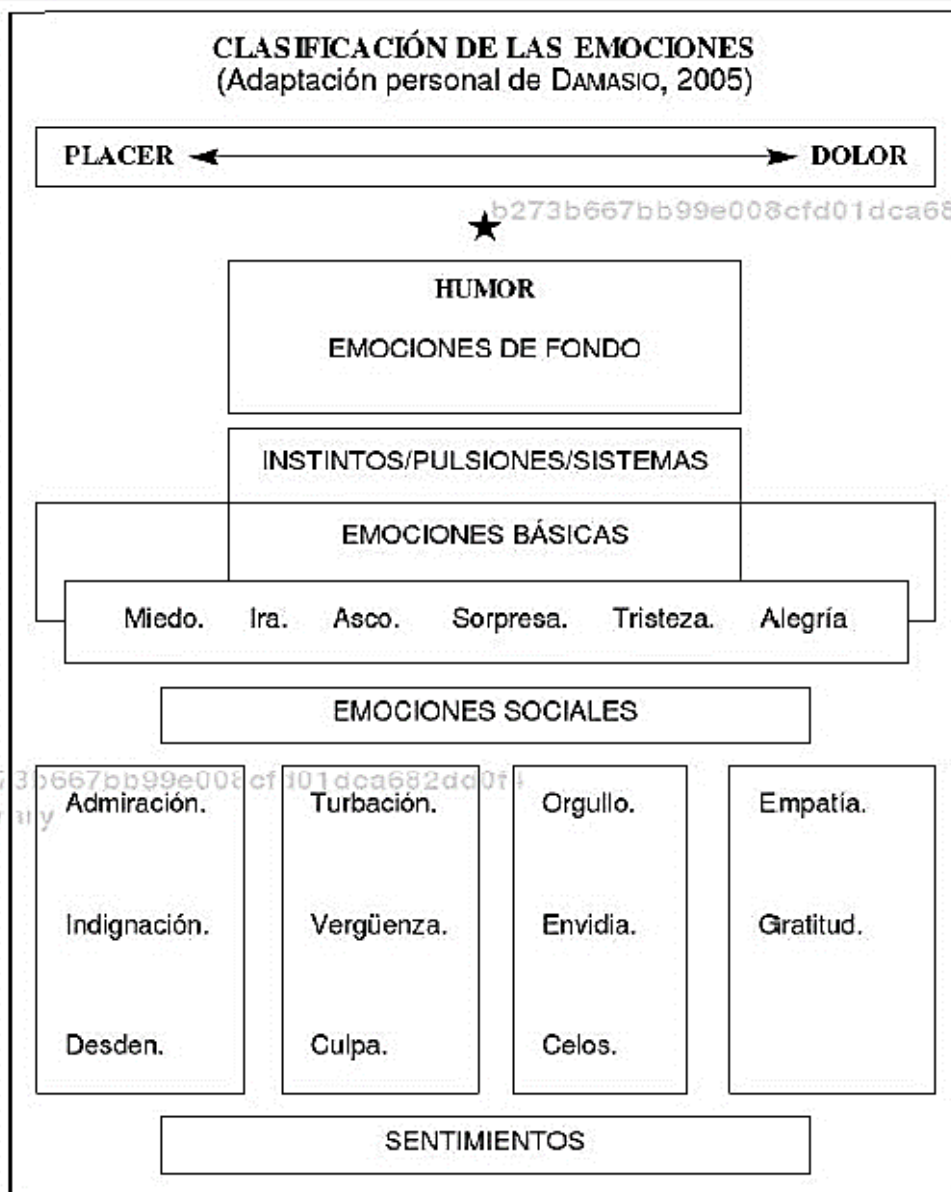 CLASIFICACIÓN DE LAS EMOCIONES
(Adaptación personal de DAMASIO, 2005)
PLACER DOLOR
b273b667bb99e008cfd01dca68
HUMOR
EMOCIONES DE FONDO
INSTINTOS/PULSIONES/SISTEMAS
EMOCIONES BÁSICAS
Miedo. Ira. Asco. Sorpresa. Tristeza. Alegría
EMOCIONES SOCIALES
3b667bb99e008cfd01dca682dd0f4
Admiración. Turbación. Orgullo. Empatía.
Indignación. Vergüenza. Envidia. Gratitud.
Desden. Culpa. Celos.
SENTIMIENTOS